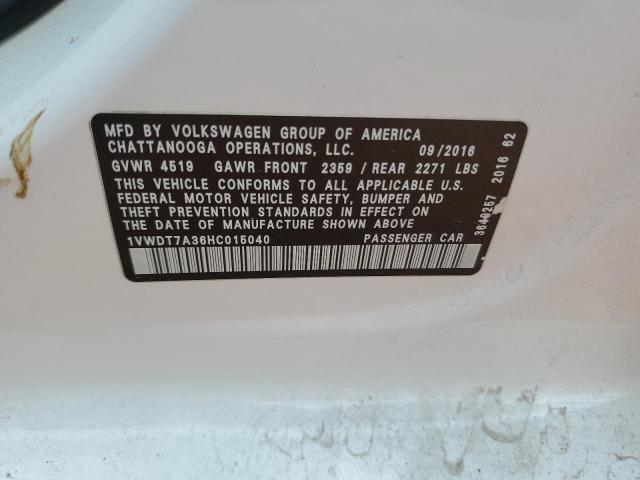 MFD BY VOLKSWAGEN GROUP OF AMERICA
CHATTANOOGA OPERATIONS, LLC. 09/2016
GVWR 4519 GAWR FRONT 2359 / REAR 2271 LBS
THIS VEHICLE CONFORMS TO ALL APPLICABLE U.S.
FEDERAL MOTOR VEHICLE SAFETY, BUMPER AND
THEFT PREVENTION STANDARDS IN EFFECT ON
THE DATE OF MANUFACTURE SHOWN ABOVE
1VWDT7A36HC015040 PASSENGER CAR
3640257 2016 62